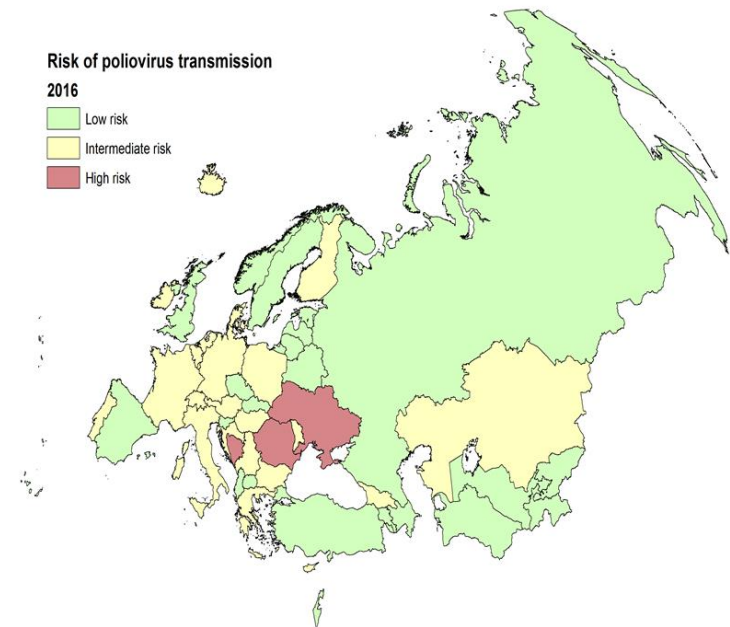 Risk of poliovirus transmission
2016
Low risk
Intermediate risk
High risk